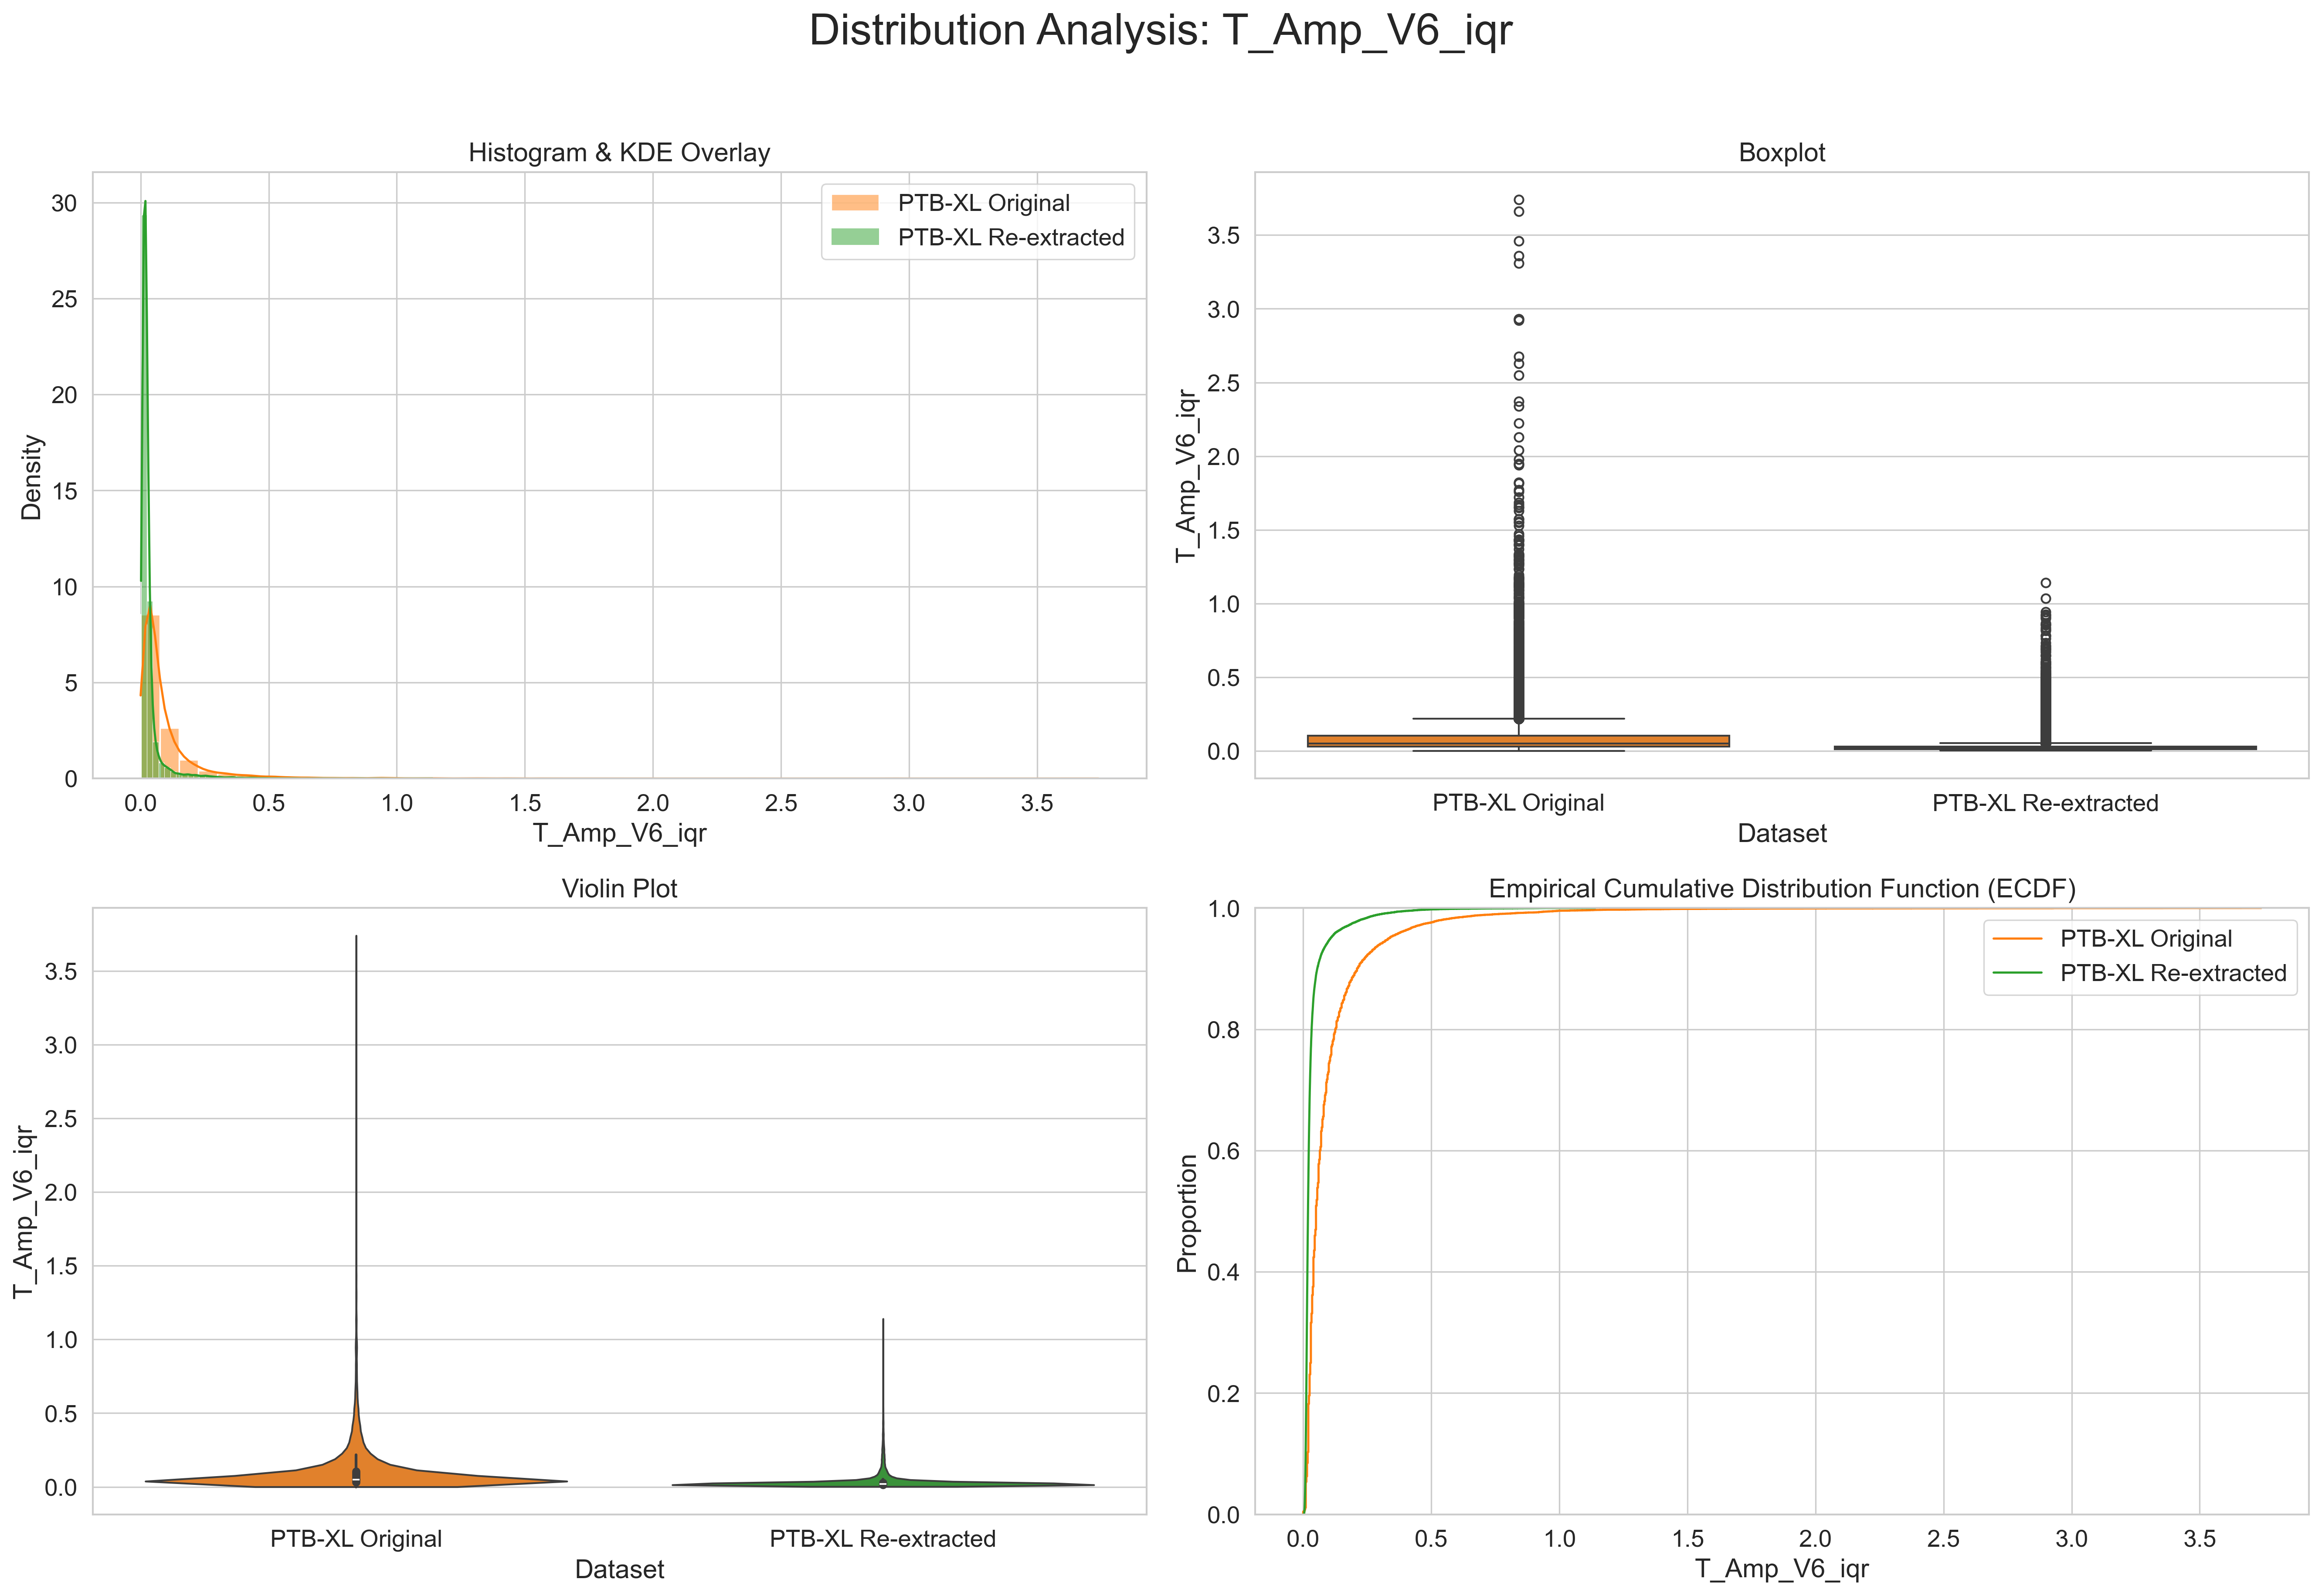 Distribution Analysis: T_Amp_V6_iqr
Histogram & KDE Overlay
PTB-XL Original
PTB-XL Re-extracted
30
25
20
15
10
5
0
Density
0.0 0.5 1.0 1.5 2.0 2.5 3.0 3.5
T_Amp_V6_iqr
Boxplot
3.5
3.0
2.5
2.0
1.5
1.0
0.5
0.0
T_Amp_V6_iqr
PTB-XL Original PTB-XL Re-extracted
Dataset
Violin Plot
3.5
3.0
2.5
2.0
1.5
1.0
0.5
0.0
T_Amp_V6_iqr
PTB-XL Original PTB-XL Re-extracted
Dataset
Empirical Cumulative Distribution Function (ECDF)
PTB-XL Original
PTB-XL Re-extracted
1.0
0.8
0.6
0.4
0.2
0.0
Proportion
0.0 0.5 1.0 1.5 2.0 2.5 3.0 3.5
T_Amp_V6_iqr